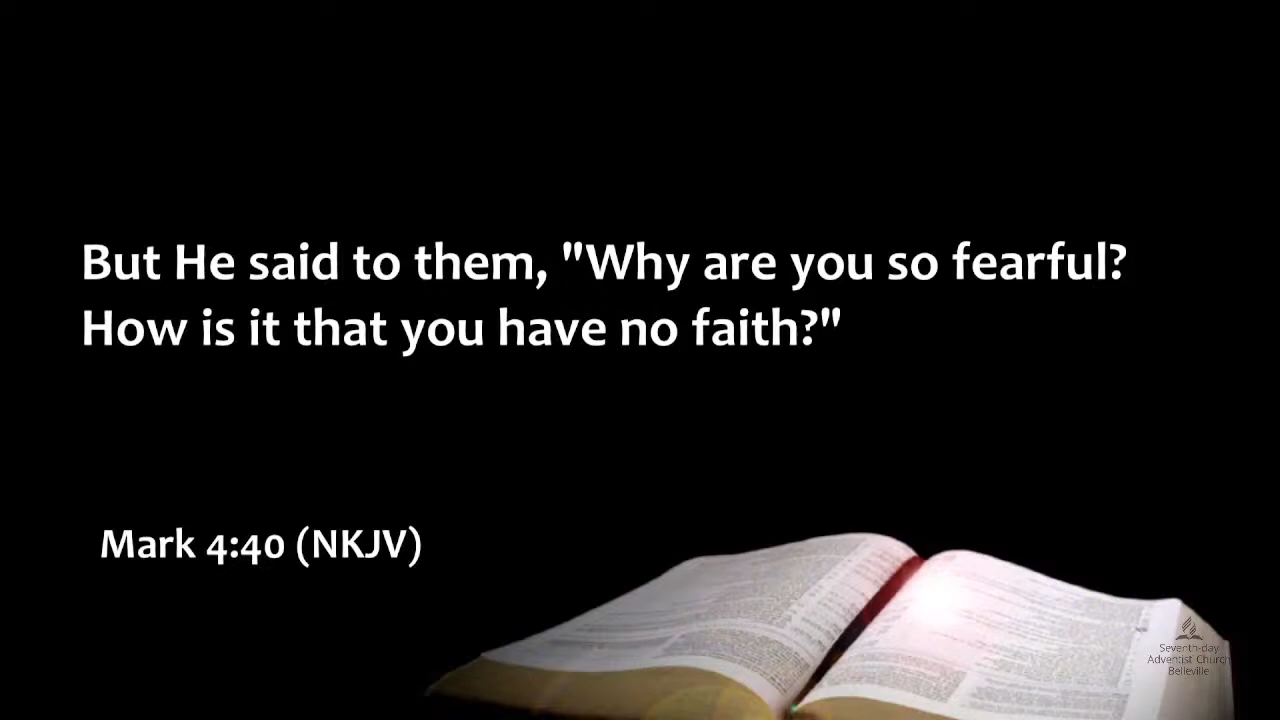 But He said to them, "Why are you so fearful?
How is it that you have no faith?"
Mark 4:40 (NKJV)
Seventh-day
Adventist Church
Belleville